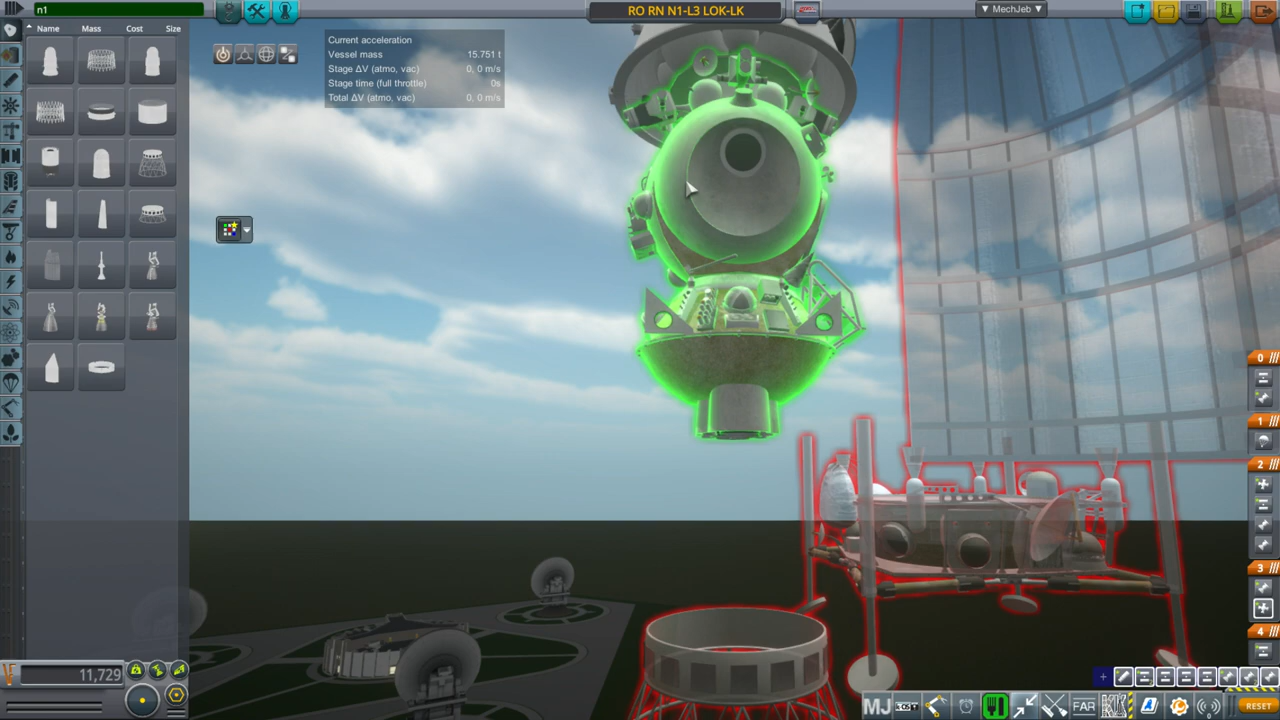 n1
RO RN N1-L3 LOK-LK
▼ MechJeb ▼
Name Mass Cost Size
Current acceleration
Vessel mass 15.751 t
Stage ΔV (atmo, vac) 0, 0 m/s
Stage time (full throttle) 0s
Total ΔV (atmo, vac) 0, 0 m/s
0
1
2
3
4
11,729
+
MJ
FAR
KK
RESET